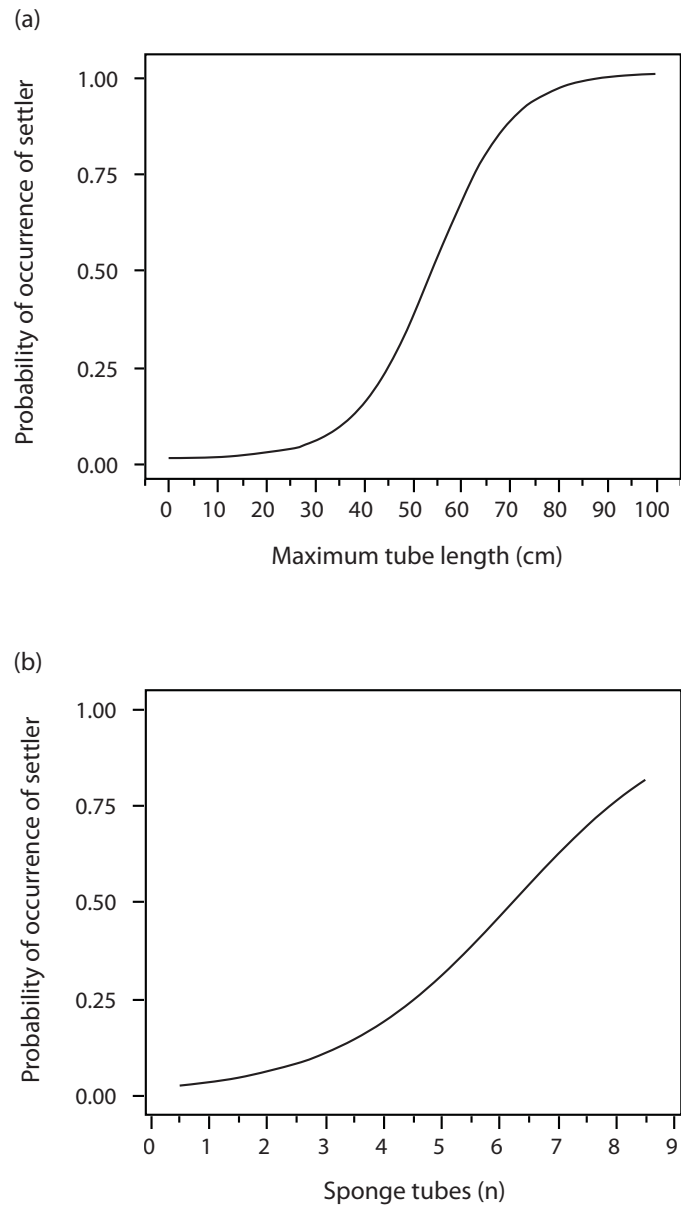 (a)
Probability of occurrence of settler
1.00
0.75
0.50
0.25
0.00
0 10 20 30 40 50 60 70 80 90 100
Maximum tube length (cm)
(b)
Probability of occurrence of settler
1.00
0.75
0.50
0.25
0.00
0 1 2 3 4 5 6 7 8 9
Sponge tubes (n)